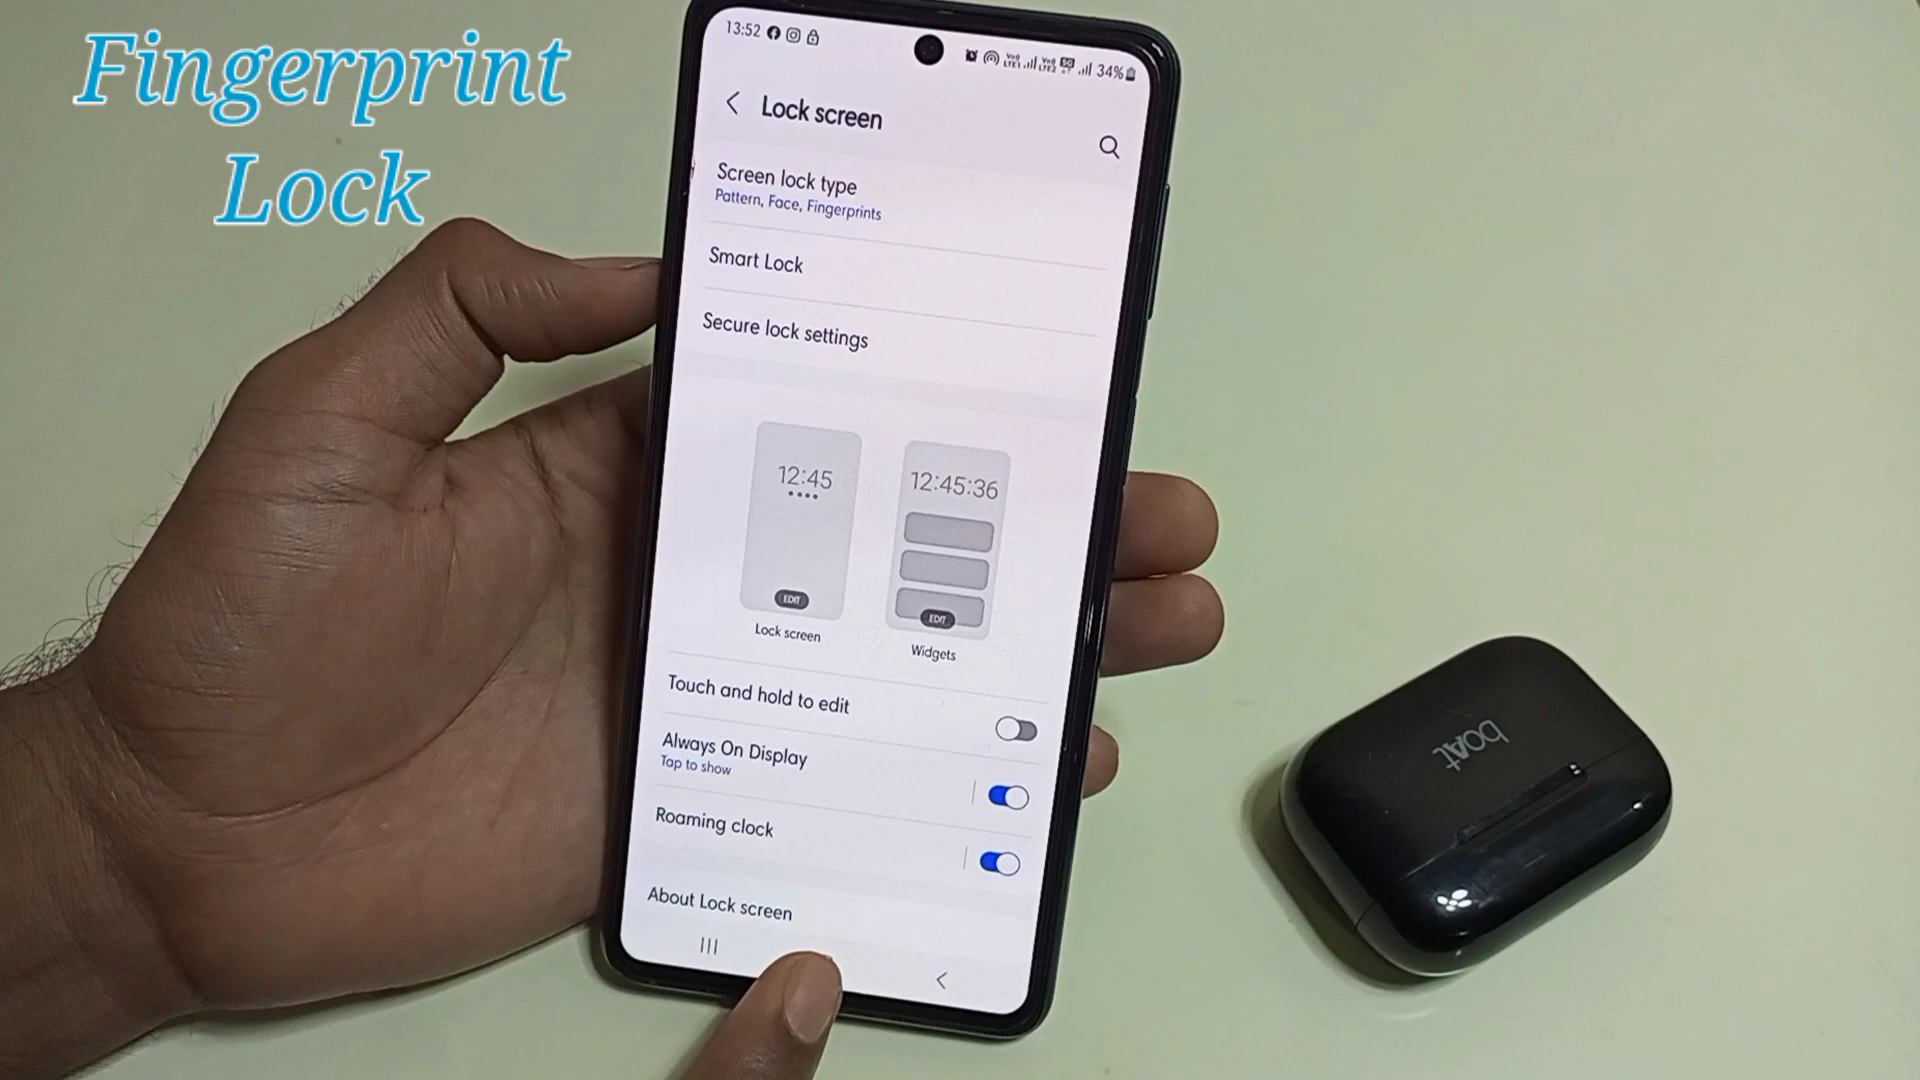 Fingerprint
Lock
13:52
34%
Lock screen
Screen lock type
Pattern, Face, Fingerprints
Smart Lock
Secure lock settings
12:45
EDIT
Lock screen
12:45:36
EDIT
Widgets
Touch and hold to edit
Always On Display
Tap to show
Roaming clock
About Lock screen
boAt